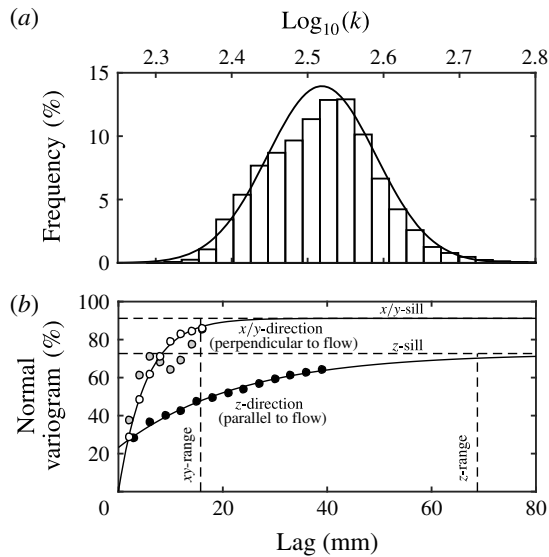 (a)
Log₁₀(k)
2.3 2.4 2.5 2.6 2.7 2.8
15
10
5
0
Frequency (%)
(b)
100
80
60
40
20
Normal
variogram (%)
x/y-sill
x/y-direction
(perpendicular to flow)
z-sill
z-direction
(parallel to flow)
xy-range
z-range
0 20 40 60 80
Lag (mm)